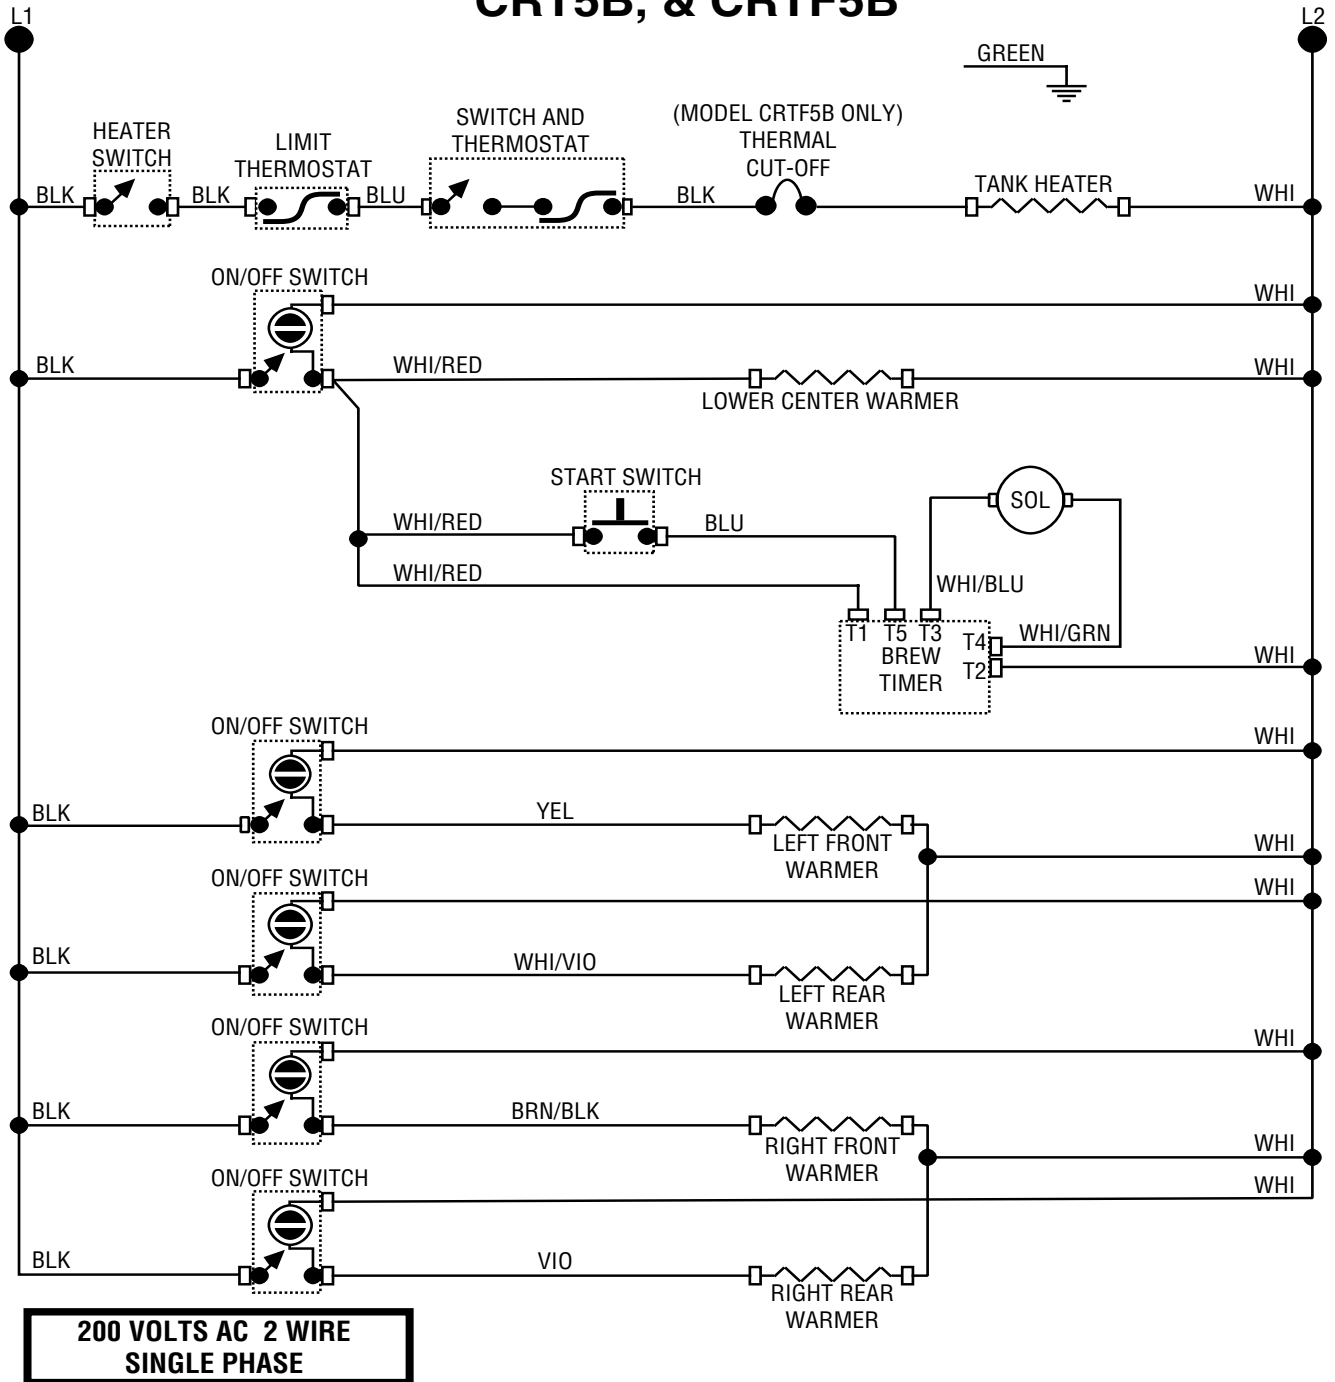 CRT5B, & CRTF5B
L1
L2
GREEN
HEATER
SWITCH
LIMIT
THERMOSTAT
SWITCH AND
THERMOSTAT
(MODEL CRTF5B ONLY)
THERMAL
CUT-OFF
TANK HEATER
BLK
BLK
BLU
BLK
WHI
ON/OFF SWITCH
WHI
BLK
WHI/RED
WHI
LOWER CENTER WARMER
START SWITCH
SOL
WHI/RED
BLU
WHI/RED
WHI/BLU
T1
T5
T3
T4
WHI/GRN
BREW
TIMER
T2
WHI
ON/OFF SWITCH
WHI
BLK
YEL
LEFT FRONT
WARMER
WHI
ON/OFF SWITCH
WHI
BLK
WHI/VIO
LEFT REAR
WARMER
ON/OFF SWITCH
WHI
BLK
BRN/BLK
RIGHT FRONT
WARMER
WHI
ON/OFF SWITCH
WHI
BLK
VIO
RIGHT REAR
WARMER
200 VOLTS AC 2 WIRE
SINGLE PHASE